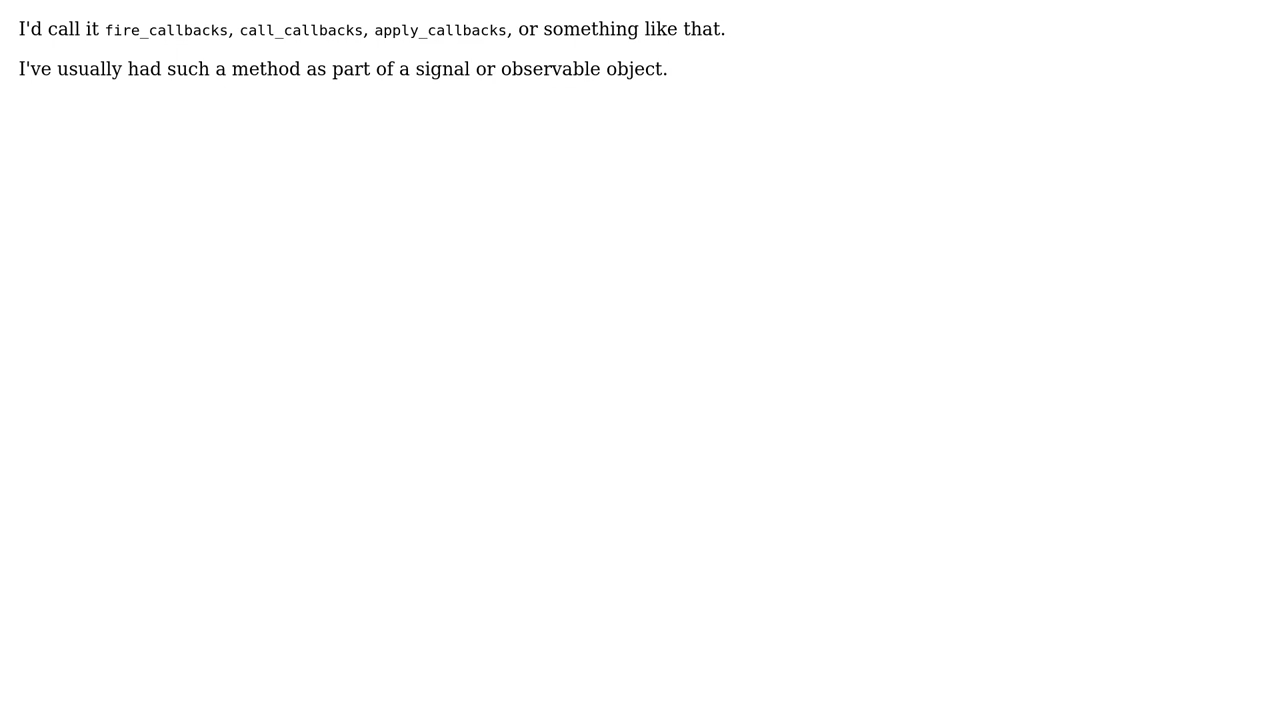 I'd call it fire_callbacks, call_callbacks, apply_callbacks, or something like that.
I've usually had such a method as part of a signal or observable object.